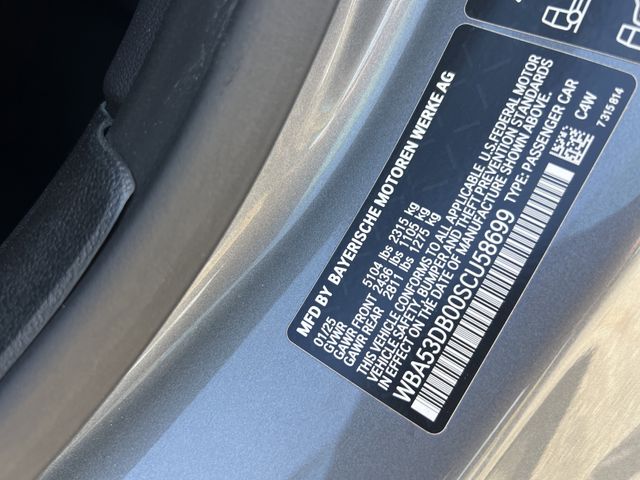 MFD BY BAYERISCHE MOTOREN WERKE AG
01/25
GVWR 5104 lbs 2315 kg
GAWR FRONT 2436 lbs 1105 kg
GAWR REAR 2811 lbs 1275 kg
THIS VEHICLE CONFORMS TO ALL APPLICABLE U.S. FEDERAL MOTOR
VEHICLE SAFETY, BUMPER AND THEFT PREVENTION STANDARDS
IN EFFECT ON THE DATE OF MANUFACTURE SHOWN ABOVE.
WBA53DB00SCU58699 TYPE: PASSENGER CAR
C4W
7315814